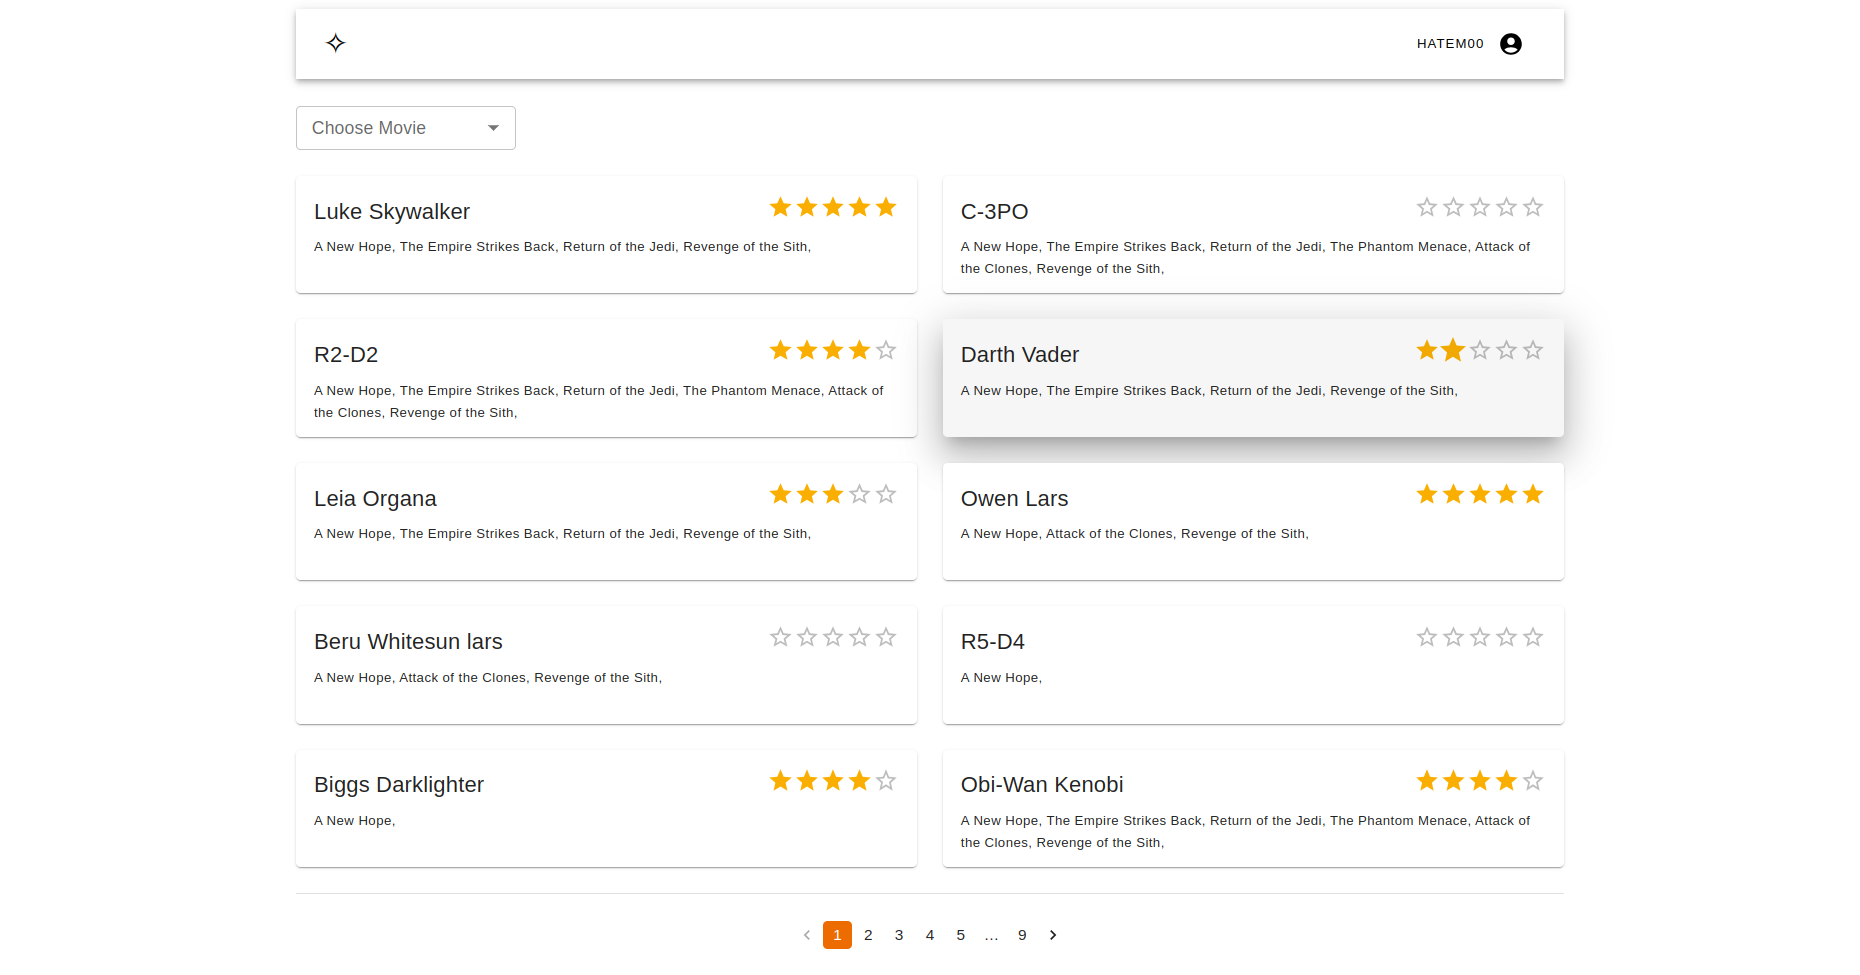 HATEM00
Choose Movie
Luke Skywalker
A New Hope, The Empire Strikes Back, Return of the Jedi, Revenge of the Sith,
C-3PO
A New Hope, The Empire Strikes Back, Return of the Jedi, The Phantom Menace, Attack of
the Clones, Revenge of the Sith,
R2-D2
A New Hope, The Empire Strikes Back, Return of the Jedi, The Phantom Menace, Attack of
the Clones, Revenge of the Sith,
Darth Vader
A New Hope, The Empire Strikes Back, Return of the Jedi, Revenge of the Sith,
Leia Organa
A New Hope, The Empire Strikes Back, Return of the Jedi, Revenge of the Sith,
Owen Lars
A New Hope, Attack of the Clones, Revenge of the Sith,
Beru Whitesun lars
A New Hope, Attack of the Clones, Revenge of the Sith,
R5-D4
A New Hope,
Biggs Darklighter
A New Hope,
Obi-Wan Kenobi
A New Hope, The Empire Strikes Back, Return of the Jedi, The Phantom Menace, Attack of
the Clones, Revenge of the Sith,
1 2 3 4 5 ... 9